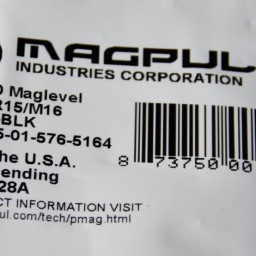 MAGPUL
INDUSTRIES CORPORATION
Maglevel
R15/M16
BLK
5-01-576-5164
he U.S.A.
ending
28A
CT INFORMATION VISIT
ul.com/tech/pmag.html
8 73750 00